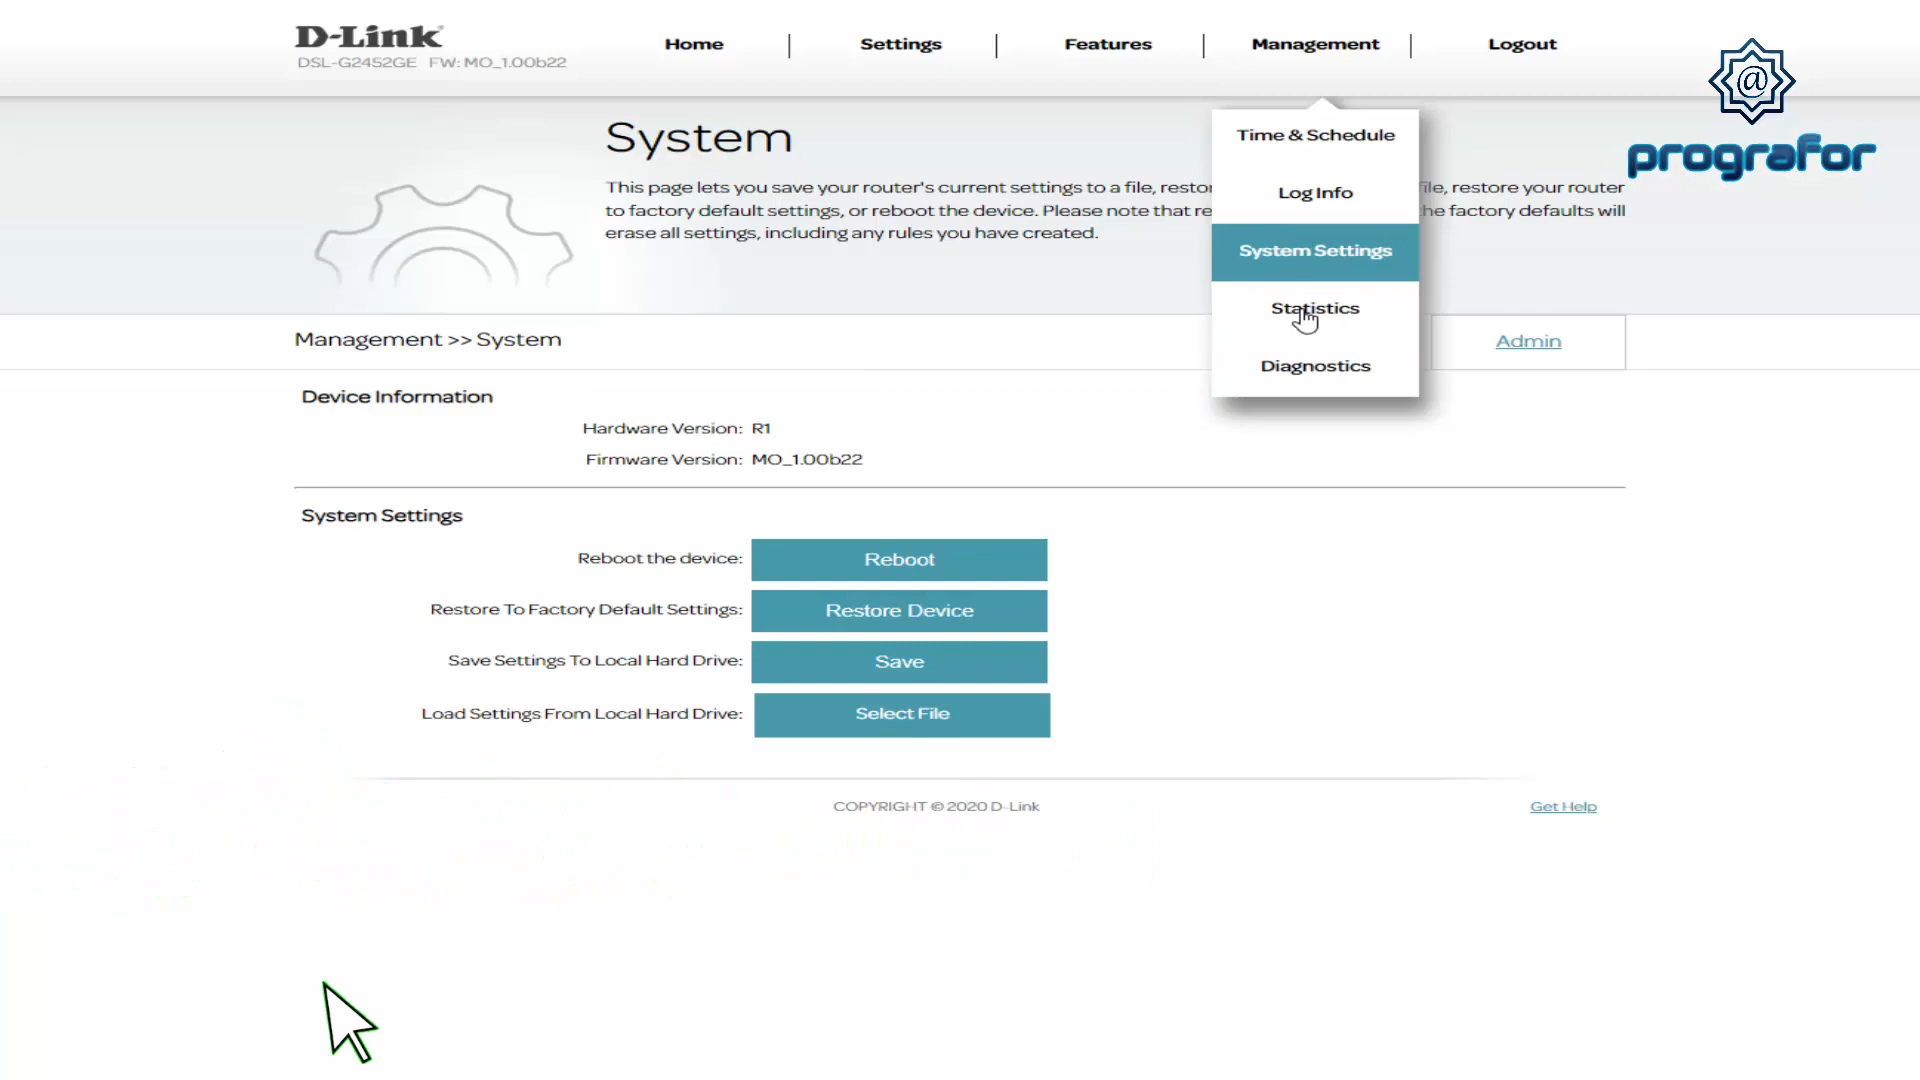 D-Link
DSL-G2452GE FW: MO_1.00b22
Home
Settings
Features
Management
Logout
@
prografor
System
This page lets you save your router's current settings to a file, restor ile, restore your router
to factory default settings, or reboot the device. Please note that re he factory defaults will
erase all settings, including any rules you have created.
Time & Schedule
Log Info
System Settings
Statistics
Diagnostics
Management >> System
Admin
Device Information
Hardware Version: R1
Firmware Version: MO_1.00b22
System Settings
Reboot the device: Reboot
Restore To Factory Default Settings: Restore Device
Save Settings To Local Hard Drive: Save
Load Settings From Local Hard Drive: Select File
COPYRIGHT © 2020 D-Link
Get Help